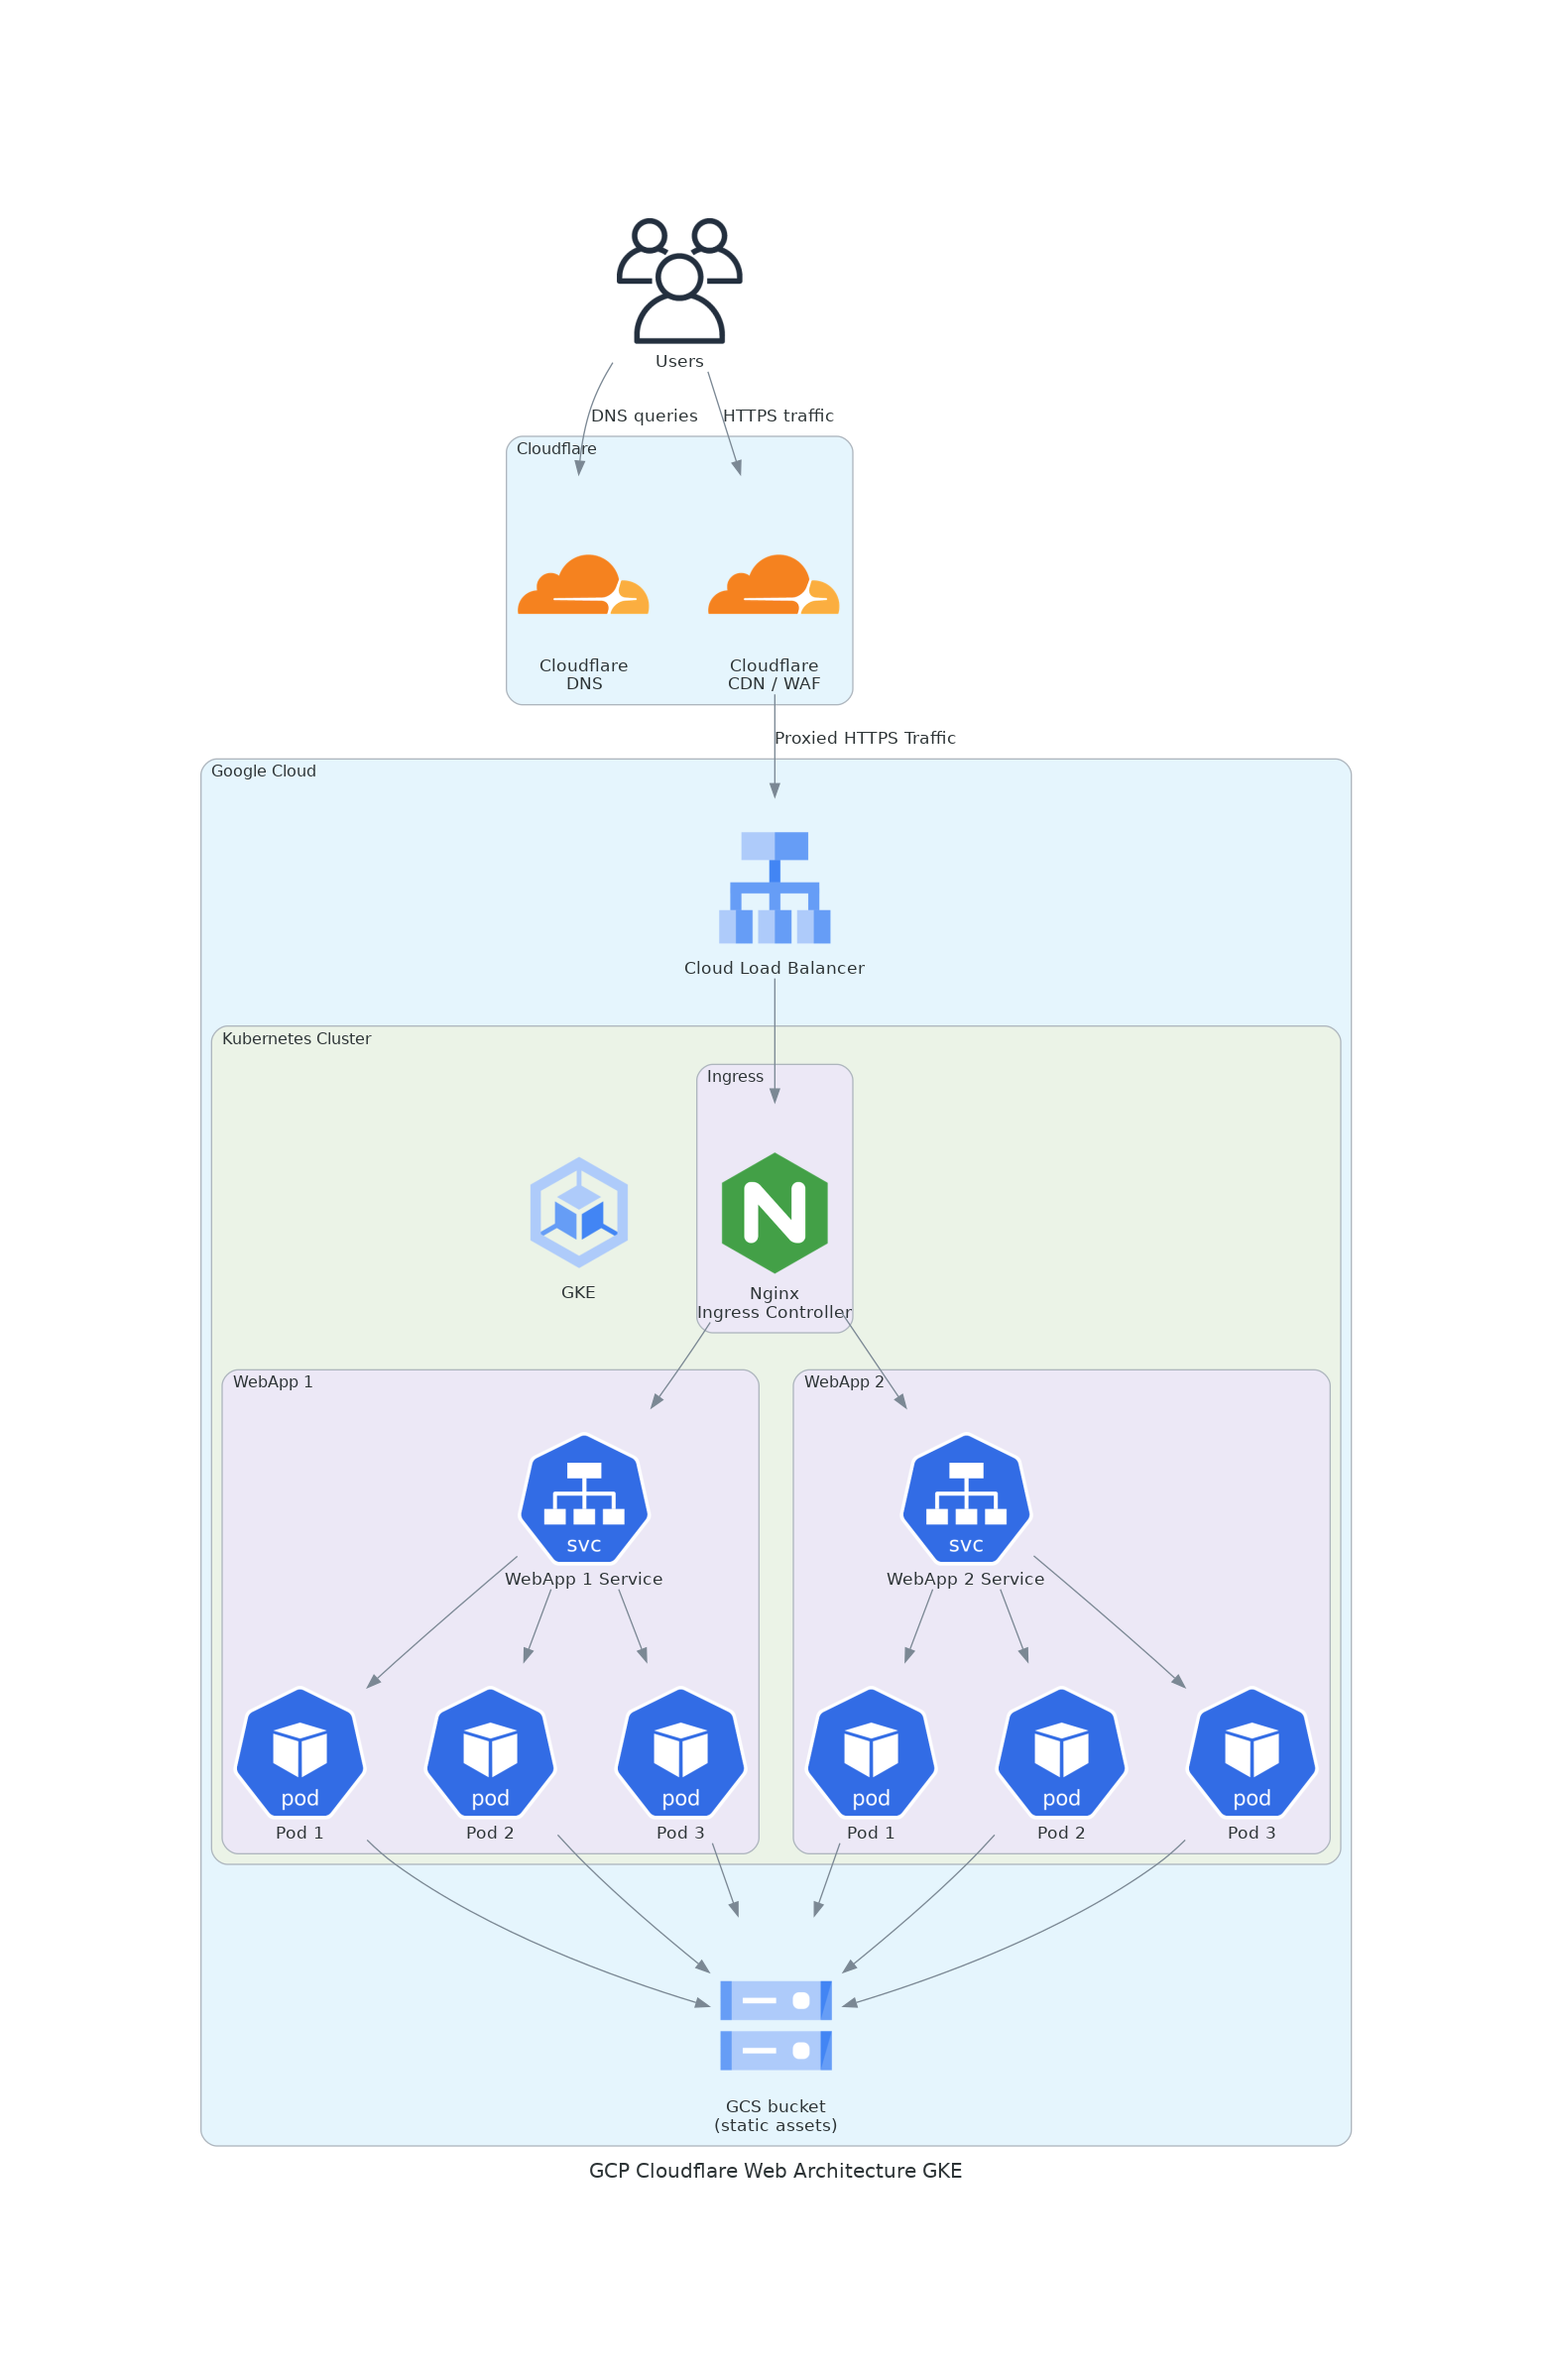 Users
DNS queries
HTTPS traffic
Cloudflare
Cloudflare
DNS
Cloudflare
CDN / WAF
Proxied HTTPS Traffic
Google Cloud
Cloud Load Balancer
Kubernetes Cluster
Ingress
GKE
Nginx
Ingress Controller
WebApp 1
WebApp 2
svc
WebApp 1 Service
svc
WebApp 2 Service
pod
Pod 1
pod
Pod 2
pod
Pod 3
pod
Pod 1
pod
Pod 2
pod
Pod 3
GCS bucket
(static assets)
GCP Cloudflare Web Architecture GKE